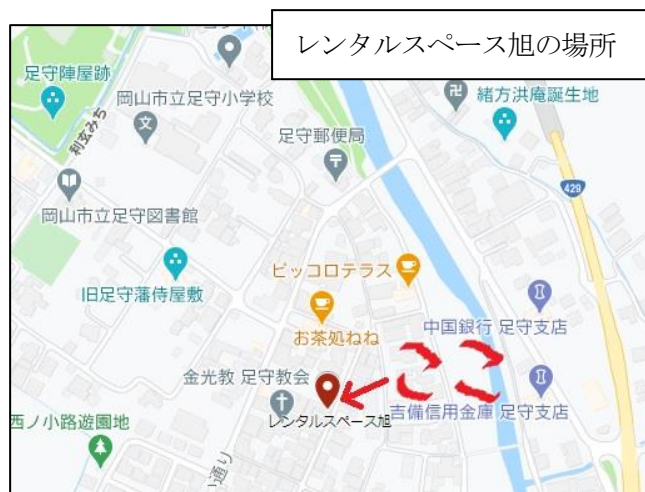 レンタルスペース旭の場所
足守陣屋跡
岡山市立足守小学校
緒方洪庵誕生地
利玄みち
足守郵便局
429
岡山市立足守図書館
ピッコロテラス
旧足守藩侍屋敷
お茶処ねね
中国銀行 足守支店
ここ
金光教 足守教会
レンタルスペース旭
吉備信用金庫 足守支店
西ノ小路遊園地
通り